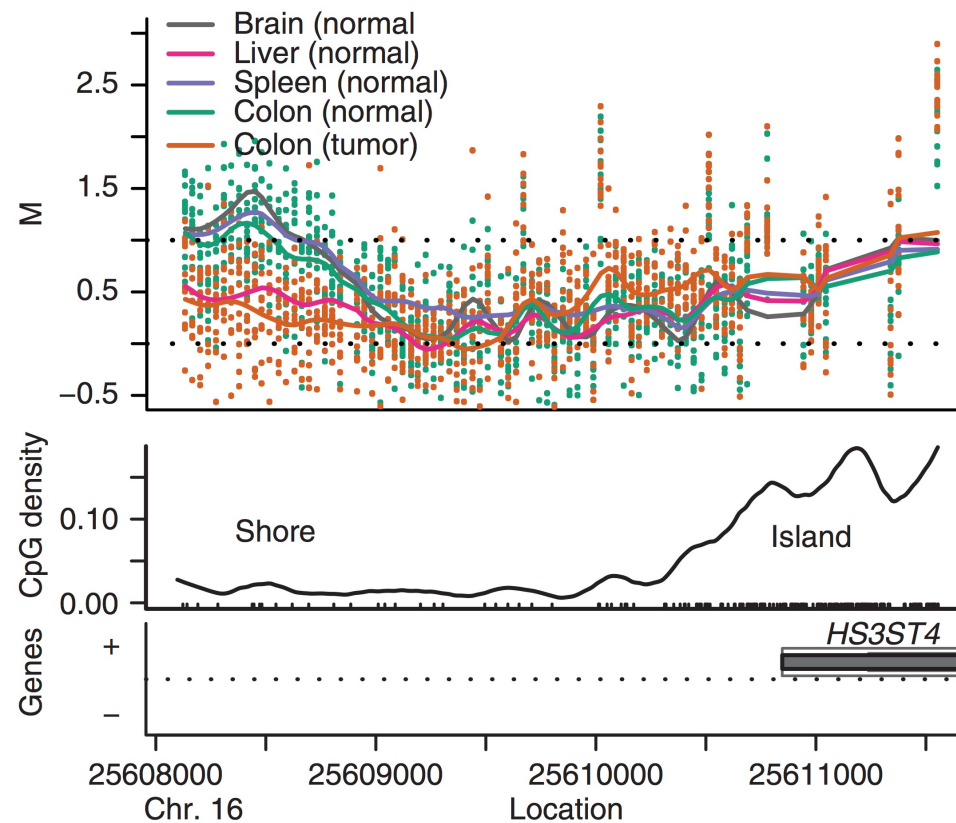 Brain (normal
Liver (normal)
Spleen (normal)
Colon (normal)
Colon (tumor)
M
2.5
1.5
0.5
−0.5
CpG density
0.10
0.00
Shore
Island
Genes
+
−
HS3ST4
25608000 25609000 25610000 25611000
Chr. 16 Location